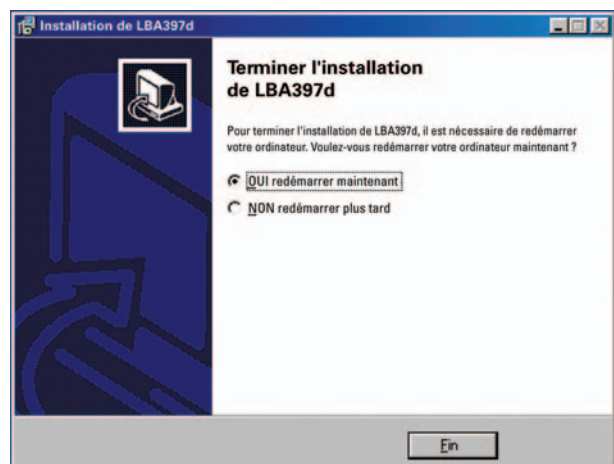 Installation de LBA397d
Terminer l'installation
de LBA397d
Pour terminer l'installation de LBA397d, il est nécessaire de redémarrer
votre ordinateur. Voulez-vous redémarrer votre ordinateur maintenant ?
OUI redémarrer maintenant
NON redémarrer plus tard
Fin